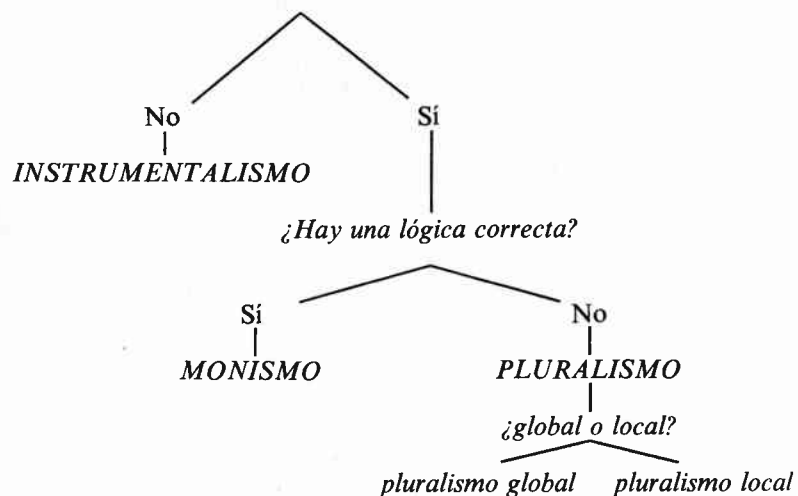 No
Sí
INSTRUMENTALISMO
¿Hay una lógica correcta?
Sí
No
MONISMO
PLURALISMO
¿global o local?
pluralismo global
pluralismo local